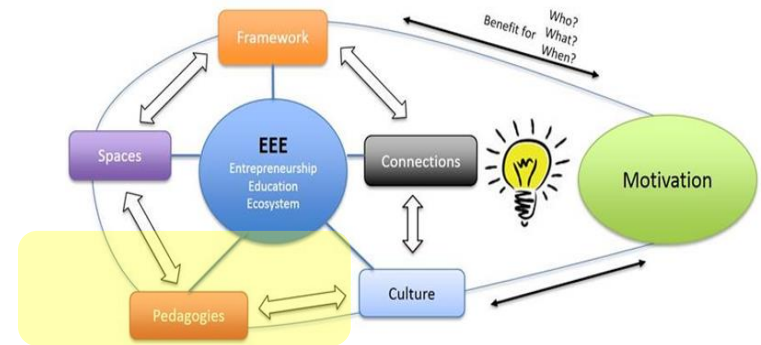 Framework
Benefit for
Who?
What?
When?
Spaces
EEE
Entrepreneurship
Education
Ecosystem
Connections
Motivation
Pedagogies
Culture